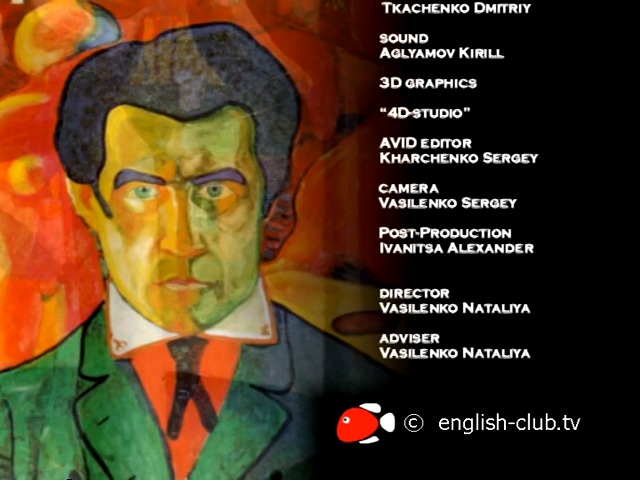 Tkachenko Dmitriy
sound
Aglyamov Kirill
3D graphics
“4D-studio”
AVID editor
Kharchenko Sergey
camera
Vasilenko Sergey
Post-Production
Ivanitsa Alexander
director
Vasilenko Nataliya
adviser
Vasilenko Nataliya
© english-club.tv